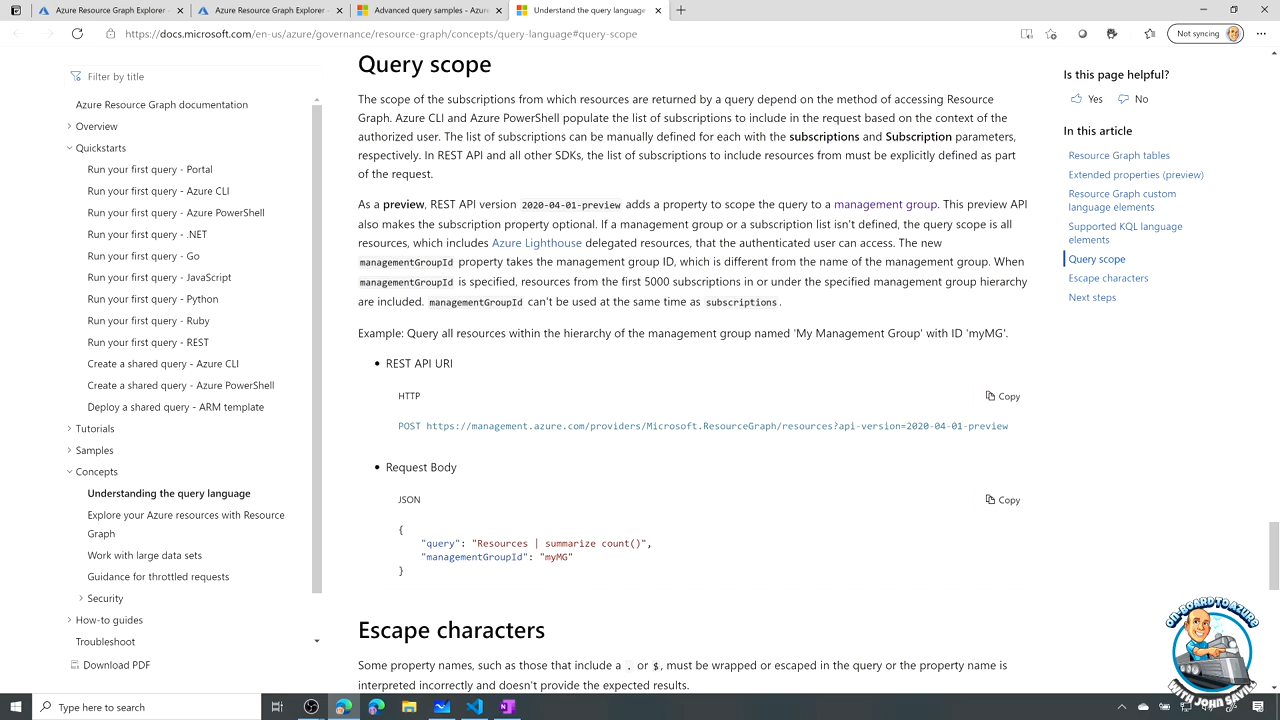 Azure Resource Graph Explorer -
Azure Resource Graph Explorer -
Advanced query samples - Azure
Understand the query language
https://docs.microsoft.com/en-us/azure/governance/resource-graph/concepts/query-language#query-scope
Not syncing
Filter by title
Azure Resource Graph documentation
Overview
Quickstarts
Run your first query - Portal
Run your first query - Azure CLI
Run your first query - Azure PowerShell
Run your first query - .NET
Run your first query - Go
Run your first query - JavaScript
Run your first query - Python
Run your first query - Ruby
Run your first query - REST
Create a shared query - Azure CLI
Create a shared query - Azure PowerShell
Deploy a shared query - ARM template
Tutorials
Samples
Concepts
Understanding the query language
Explore your Azure resources with Resource
Graph
Work with large data sets
Guidance for throttled requests
Security
How-to guides
Troubleshoot
Download PDF
Query scope
The scope of the subscriptions from which resources are returned by a query depend on the method of accessing Resource
Graph. Azure CLI and Azure PowerShell populate the list of subscriptions to include in the request based on the context of the
authorized user. The list of subscriptions can be manually defined for each with the subscriptions and Subscription parameters,
respectively. In REST API and all other SDKs, the list of subscriptions to include resources from must be explicitly defined as part
of the request.
As a preview, REST API version 2020-04-01-preview adds a property to scope the query to a management group. This preview API
also makes the subscription property optional. If a management group or a subscription list isn't defined, the query scope is all
resources, which includes Azure Lighthouse delegated resources, that the authenticated user can access. The new
managementGroupId property takes the management group ID, which is different from the name of the management group. When
managementGroupId is specified, resources from the first 5000 subscriptions in or under the specified management group hierarchy
are included. managementGroupId can't be used at the same time as subscriptions.
Example: Query all resources within the hierarchy of the management group named 'My Management Group' with ID 'myMG'.
• REST API URI
HTTP
Copy
POST https://management.azure.com/providers/Microsoft.ResourceGraph/resources?api-version=2020-04-01-preview
• Request Body
JSON
Copy
{
"query": "Resources | summarize count()",
"managementGroupId": "myMG"
}
Escape characters
Some property names, such as those that include a . or $, must be wrapped or escaped in the query or the property name is
interpreted incorrectly and doesn't provide the expected results.
Is this page helpful?
Yes No
In this article
Resource Graph tables
Extended properties (preview)
Resource Graph custom
language elements
Supported KQL language
elements
Query scope
Escape characters
Next steps
ON-BOARD TO AZURE
WITH JOHN SAVILL
Type here to search